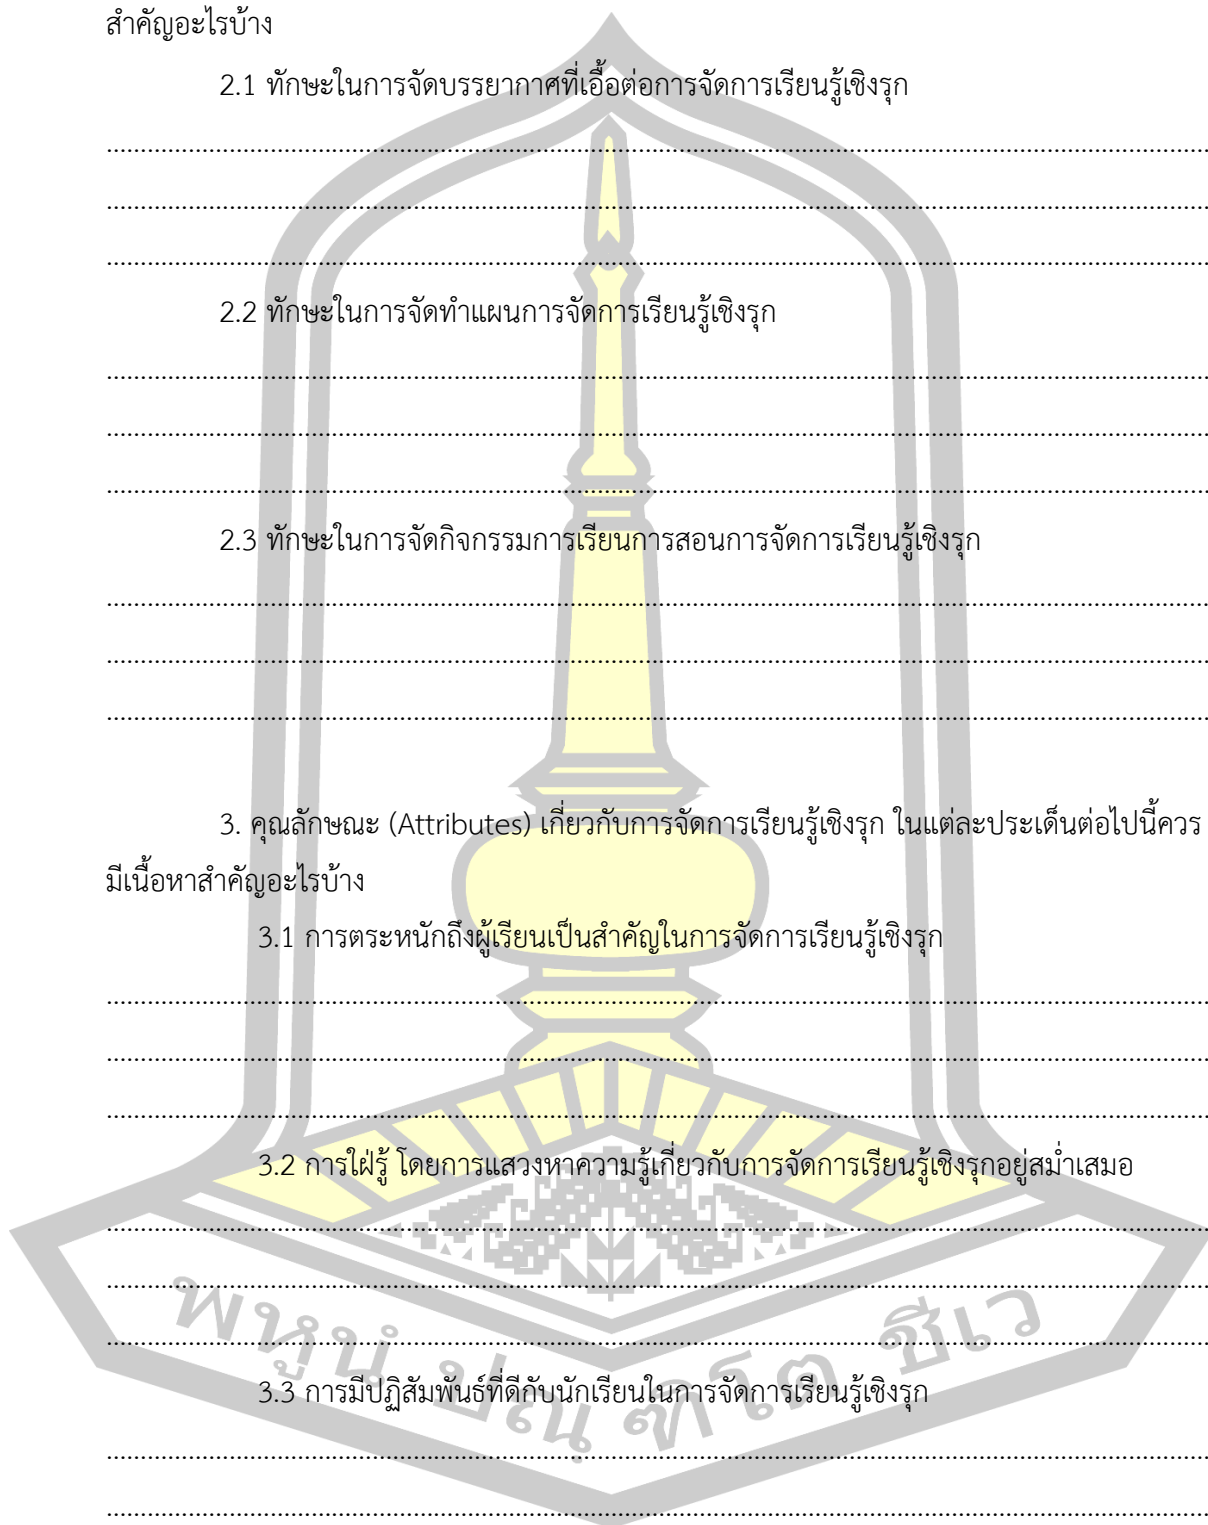 สำคัญอะไรบ้าง
2.1 ทักษะในการจัดบรรยากาศที่เอื้อต่อการจัดการเรียนรู้เชิงรุก
....................................................................................................................................................................
....................................................................................................................................................................
....................................................................................................................................................................
2.2 ทักษะในการจัดทำแผนการจัดการเรียนรู้เชิงรุก
....................................................................................................................................................................
....................................................................................................................................................................
....................................................................................................................................................................
2.3 ทักษะในการจัดกิจกรรมการเรียนการสอนการจัดการเรียนรู้เชิงรุก
....................................................................................................................................................................
....................................................................................................................................................................
....................................................................................................................................................................
3. คุณลักษณะ (Attributes) เกี่ยวกับการจัดการเรียนรู้เชิงรุก ในแต่ละประเด็นต่อไปนี้ควร
มีเนื้อหาสำคัญอะไรบ้าง
3.1 การตระหนักถึงผู้เรียนเป็นสำคัญในการจัดการเรียนรู้เชิงรุก
....................................................................................................................................................................
....................................................................................................................................................................
....................................................................................................................................................................
3.2 การใฝ่รู้ โดยการแสวงหาความรู้เกี่ยวกับการจัดการเรียนรู้เชิงรุกอยู่สม่ำเสมอ
....................................................................................................................................................................
....................................................................................................................................................................
....................................................................................................................................................................
พหูนํ ปณฺฑิโต ชีเว
3.3 การมีปฏิสัมพันธ์ที่ดีกับนักเรียนในการจัดการเรียนรู้เชิงรุก
....................................................................................................................................................................
....................................................................................................................................................................